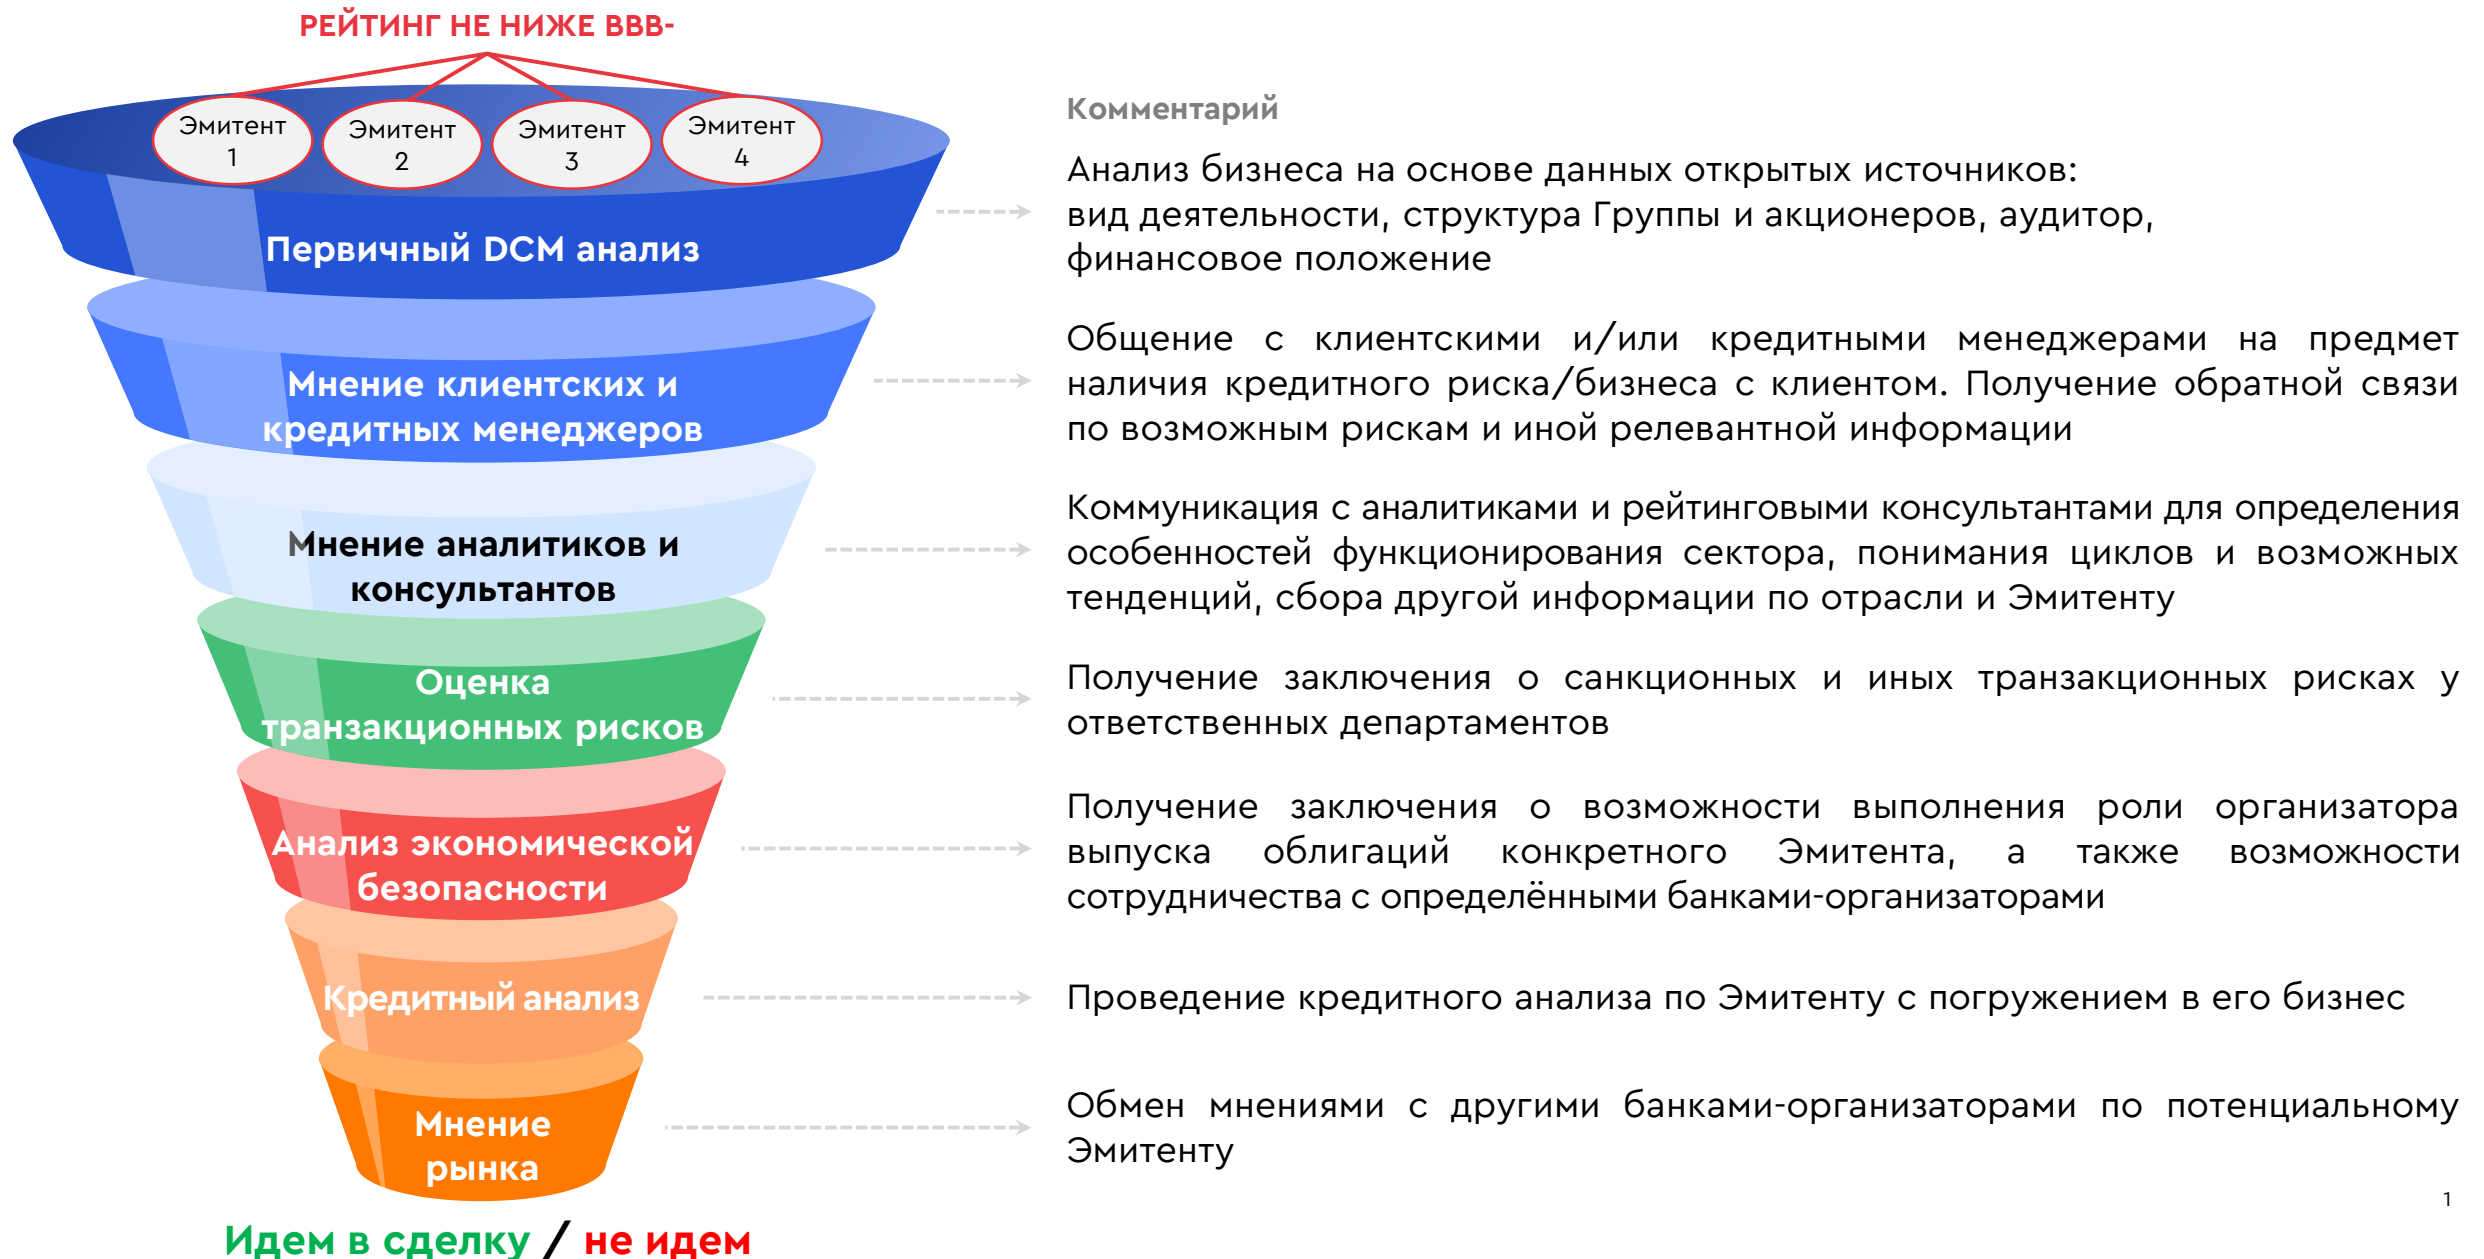 РЕЙТИНГ НЕ НИЖЕ BBB-
Эмитент
1
Эмитент
2
Эмитент
3
Эмитент
4
Комментарий
Первичный DCM анализ
Анализ бизнеса на основе данных открытых источников:
вид деятельности, структура Группы и акционеров, аудитор,
финансовое положение
Мнение клиентских и
кредитных менеджеров
Общение с клиентскими и/или кредитными менеджерами на предмет
наличия кредитного риска/бизнеса с клиентом. Получение обратной связи
по возможным рискам и иной релевантной информации
Мнение аналитиков и
консультантов
Коммуникация с аналитиками и рейтинговыми консультантами для определения
особенностей функционирования сектора, понимания циклов и возможных
тенденций, сбора другой информации по отрасли и Эмитенту
Оценка
транзакционных рисков
Получение заключения о санкционных и иных транзакционных рисках у
ответственных департаментов
Анализ экономической
безопасности
Получение заключения о возможности выполнения роли организатора
выпуска облигаций конкретного Эмитента, а также возможности
сотрудничества с определёнными банками-организаторами
Кредитный анализ
Проведение кредитного анализа по Эмитенту с погружением в его бизнес
Мнение
рынка
Обмен мнениями с другими банками-организаторами по потенциальному
Эмитенту
1
Идем в сделку / не идем